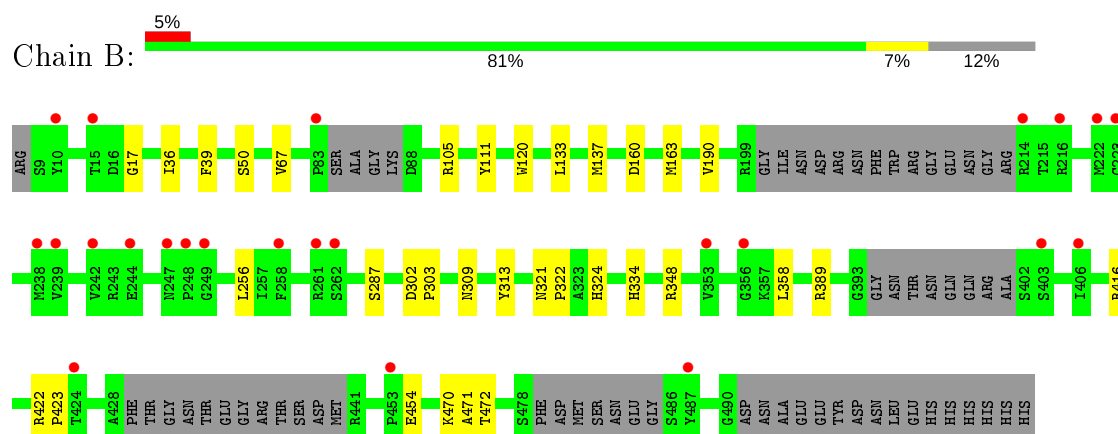 5%
Chain B:
81% 7% 12%
ARG S9 Y10 T15 D16 G17 I36 F39 S50 V67 P83 SER ALA GLY LYS D88 R105 Y111 W120 L133 M137 D160 M163 V190 R199 GLY ILE ASN ASP ARG ASN PHE TRP ARG GLY GLU ASN GLY ARG R214 T215 R216 M222 C223
M238 V239 V242 R243 E244 N247 P248 G249 L256 I257 F258 R261 S262 S287 D302 P303 N309 Y313 N321 P322 A323 H324 H334 R348 V353 G356 K357 L358 R389 G393 GLY ASN THR ASN GLN GLN ARG ALA S402 S403 I406 R416
R422 P423 T424 A428 PHE THR GLY ASN THR GLU GLY ARG THR SER ASP MET R441 P453 E454 K470 A471 T472 S478 PHE ASP MET SER ASN GLU GLY S486 Y487 G490 ASP ASN ALA GLU GLU TYR ASP ASN LEU GLU HIS HIS HIS HIS HIS HIS